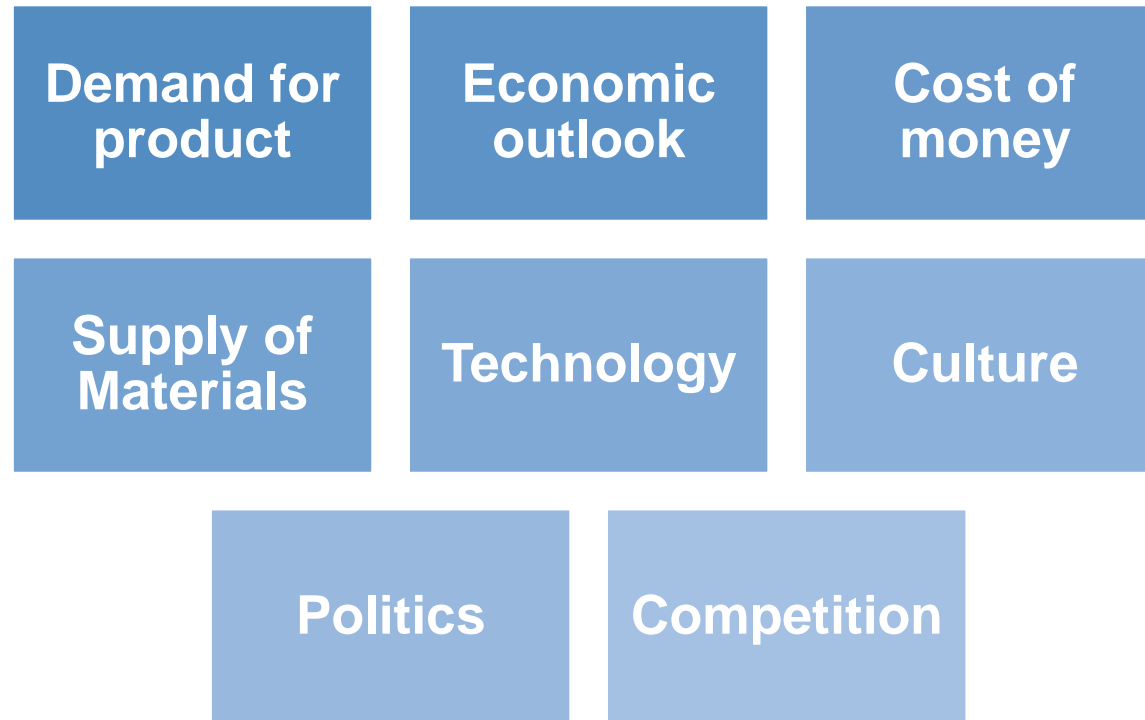 Demand for
product
Economic
outlook
Cost of
money
Supply of
Materials
Technology
Culture
Politics
Competition